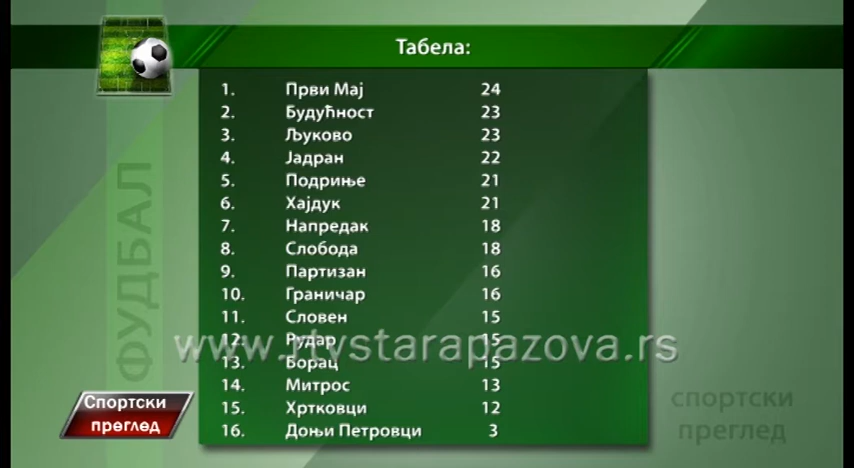 Табела:
1. Први Мај 24
2. Будућност 23
3. Љуково 23
4. Јадран 22
5. Подриње 21
6. Хајдук 21
7. Напредак 18
8. Слобода 18
9. Партизан 16
10. Граничар 16
11. Словен 15
12. Рудар 15
www.rtvstarapazova.rs
13. Борац 15
14. Митрос 13
15. Хртковци 12
16. Доњи Петровци 3
ФУДБАЛ
Спортски
преглед
спортски
преглед